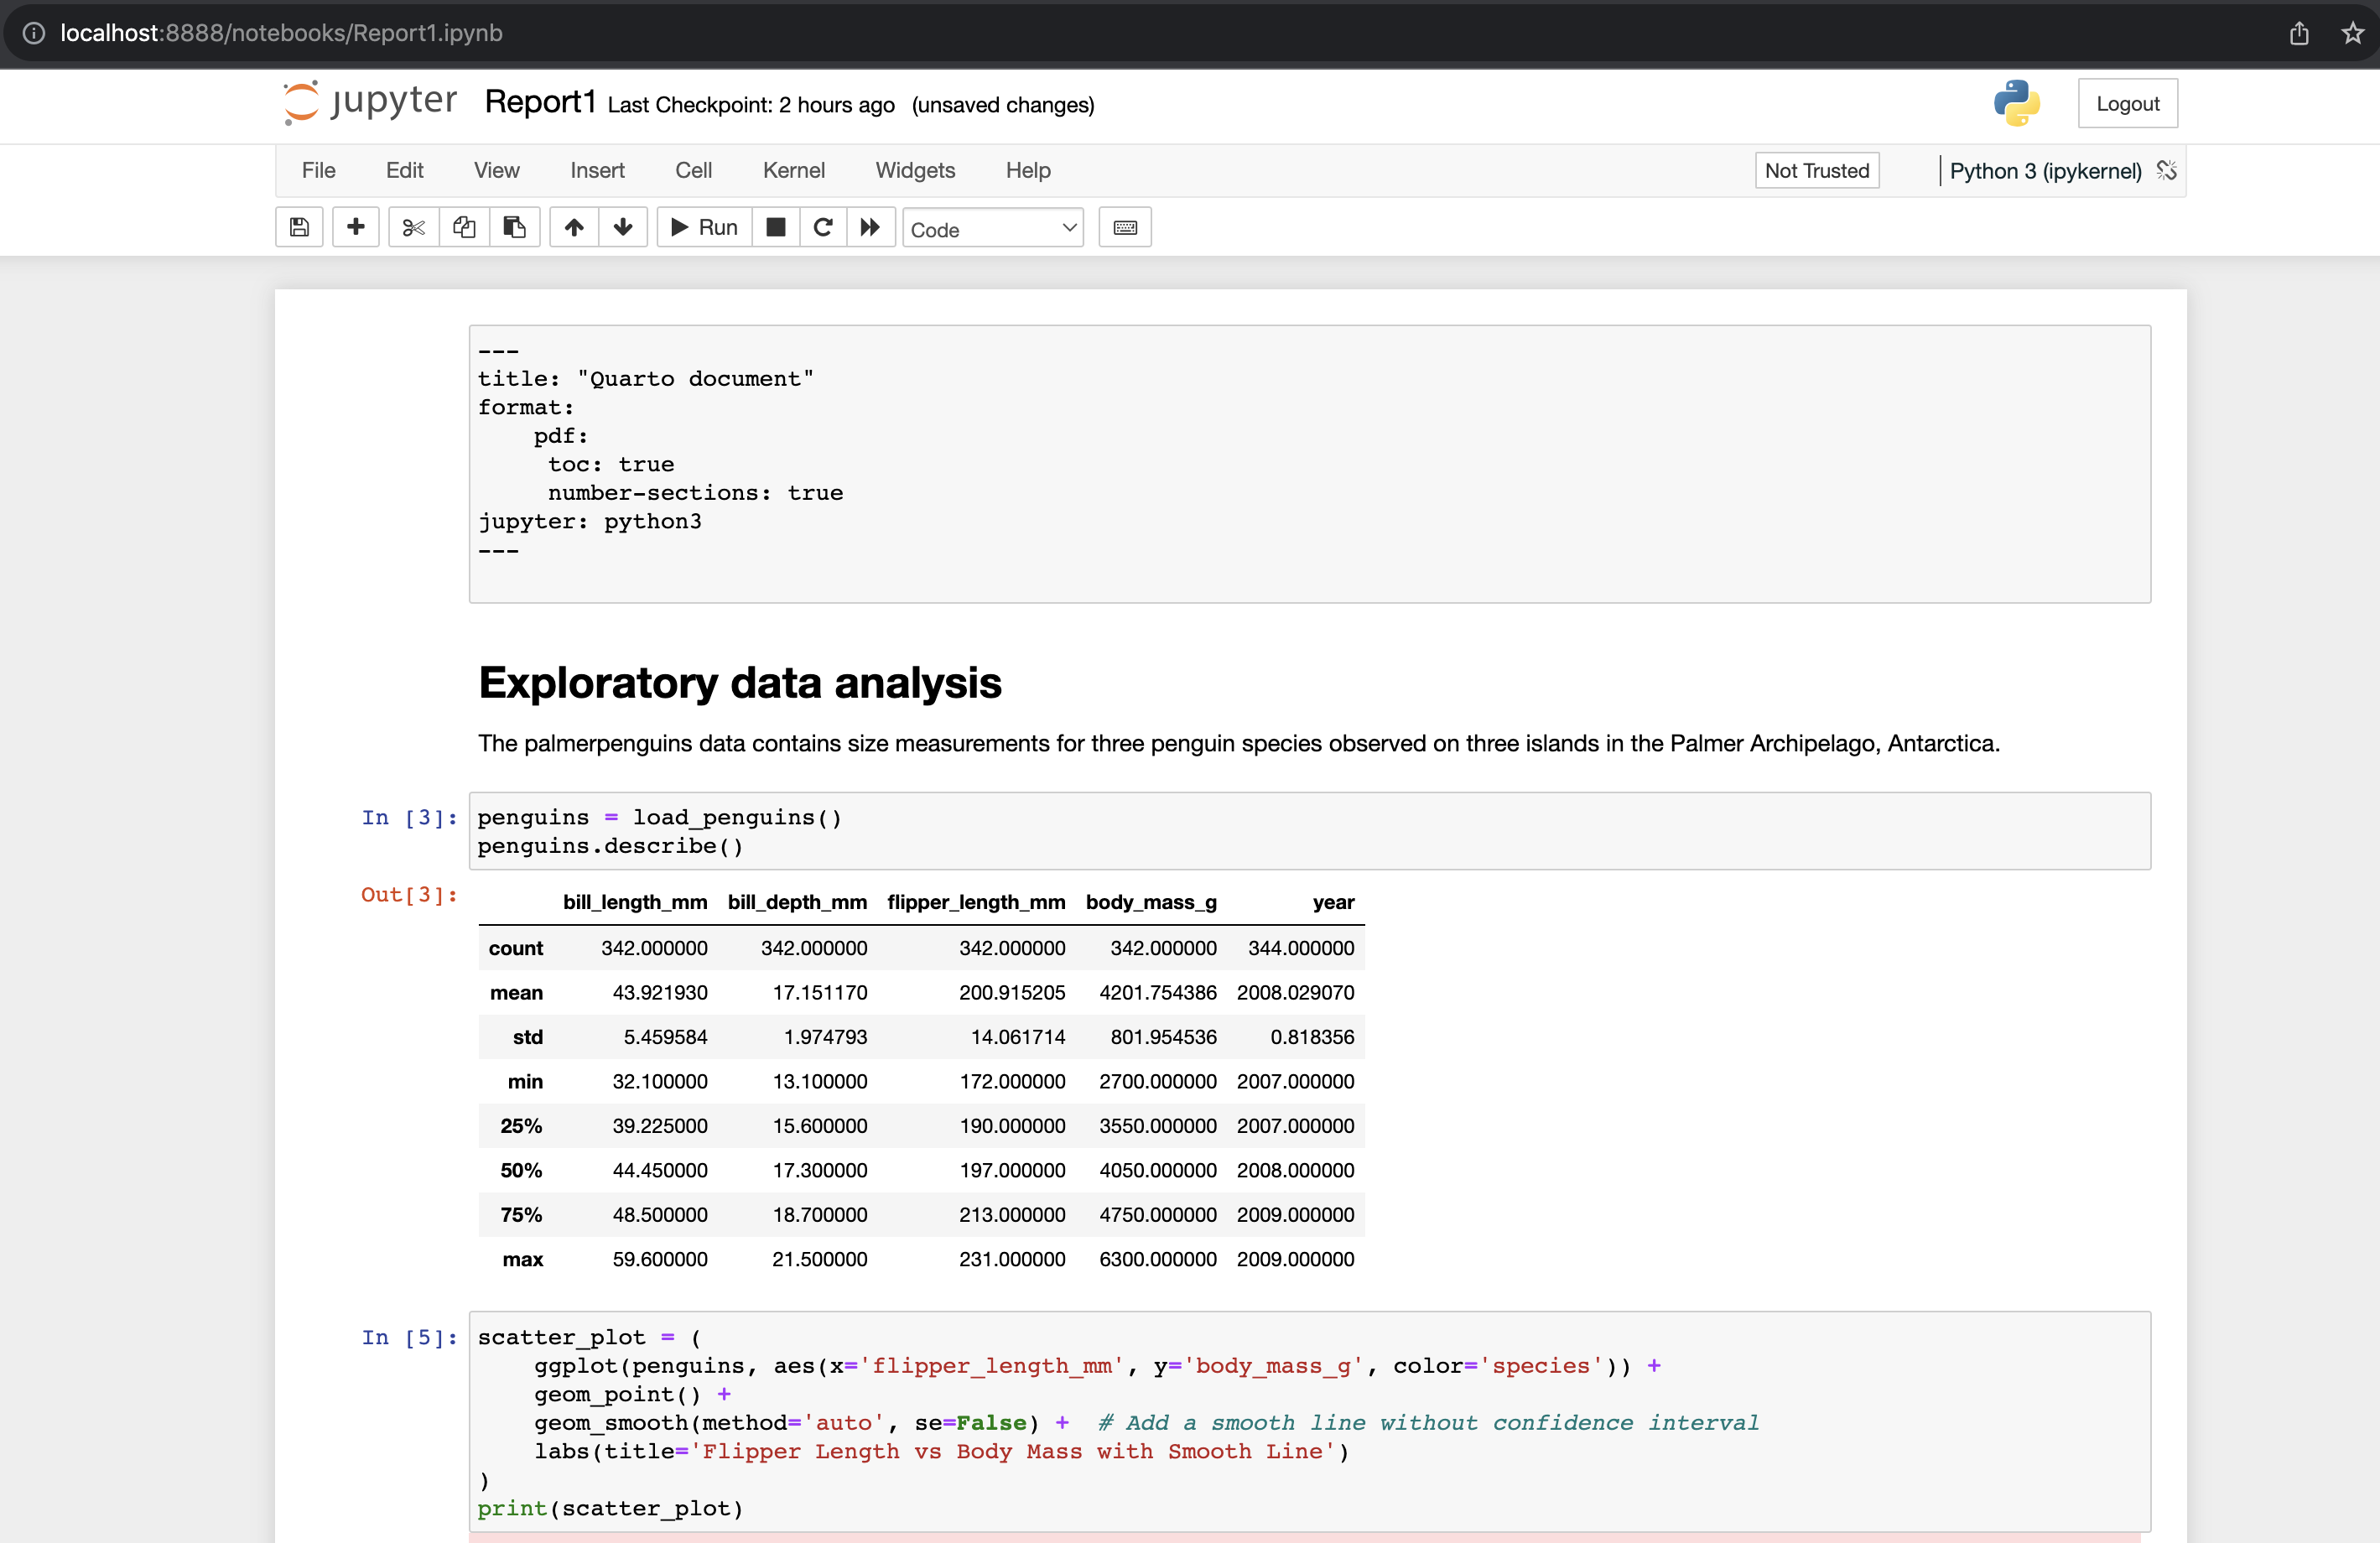 localhost:8888/notebooks/Report1.ipynb
jupyter Report1 Last Checkpoint: 2 hours ago (unsaved changes)
Logout
File Edit View Insert Cell Kernel Widgets Help Not Trusted Python 3 (ipykernel)
Run Code
---
title: "Quarto document"
format:
    pdf:
     toc: true
     number-sections: true
jupyter: python3
---
Exploratory data analysis
The palmerpenguins data contains size measurements for three penguin species observed on three islands in the Palmer Archipelago, Antarctica.
In [3]: penguins = load_penguins()
penguins.describe()
Out[3]:
bill_length_mm bill_depth_mm flipper_length_mm body_mass_g year
count 342.000000 342.000000 342.000000 342.000000 344.000000
mean 43.921930 17.151170 200.915205 4201.754386 2008.029070
std 5.459584 1.974793 14.061714 801.954536 0.818356
min 32.100000 13.100000 172.000000 2700.000000 2007.000000
25% 39.225000 15.600000 190.000000 3550.000000 2007.000000
50% 44.450000 17.300000 197.000000 4050.000000 2008.000000
75% 48.500000 18.700000 213.000000 4750.000000 2009.000000
max 59.600000 21.500000 231.000000 6300.000000 2009.000000
In [5]: scatter_plot = (
    ggplot(penguins, aes(x='flipper_length_mm', y='body_mass_g', color='species')) +
    geom_point() +
    geom_smooth(method='auto', se=False) +  # Add a smooth line without confidence interval
    labs(title='Flipper Length vs Body Mass with Smooth Line')
)
print(scatter_plot)